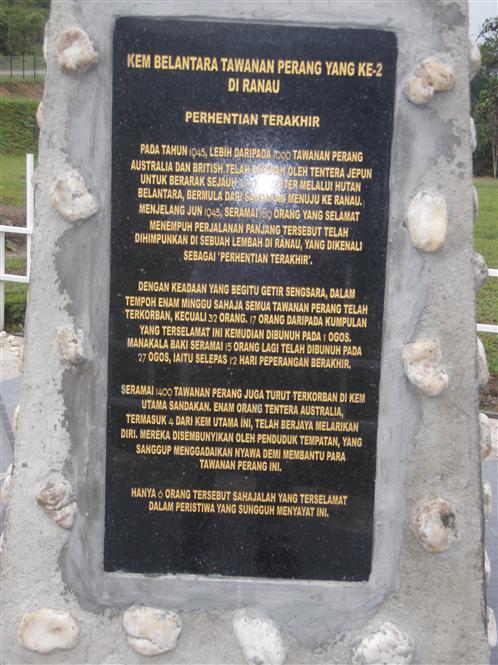 KEM BELANTARA TAWANAN PERANG YANG KE-2
DI RANAU
PERHENTIAN TERAKHIR
PADA TAHUN 1945, LEBIH DARIPADA 1000 TAWANAN PERANG
AUSTRALIA DAN BRITISH TELAH OLEH TENTERA JEPUN
UNTUK BERARAK SEJAUH MELALUI HUTAN
BELANTARA, BERMULA DARI MENUJU KE RANAU.
MENJELANG JUN 1945, SERAMAI ORANG YANG SELAMAT
MENEMPUH PERJALANAN PANJANG TERSEBUT TELAH
DIHIMPUNKAN DI SEBUAH LEMBAH DI RANAU, YANG DIKENALI
SEBAGAI 'PERHENTIAN TERAKHIR'.
DENGAN KEADAAN YANG BEGITU GETIR SENGSARA, DALAM
TEMPOH ENAM MINGGU SAHAJA SEMUA TAWANAN PERANG TELAH
TERKORBAN, KECUALI 32 ORANG. 17 ORANG DARIPADA KUMPULAN
YANG TERSELAMAT INI KEMUDIAN DIBUNUH PADA 1 OGOS.
MANAKALA BAKI SERAMAI 15 ORANG LAGI TELAH DIBUNUH PADA
27 OGOS, IAITU SELEPAS 12 HARI PEPERANGAN BERAKHIR.
SERAMAI 1400 TAWANAN PERANG JUGA TURUT TERKORBAN DI KEM
UTAMA SANDAKAN. ENAM ORANG TENTERA AUSTRALIA,
TERMASUK 4 DARI KEM UTAMA INI, TELAH BERJAYA MELARIKAN
DIRI. MEREKA DISEMBUNYIKAN OLEH PENDUDUK TEMPATAN, YANG
SANGGUP MENGGADAIKAN NYAWA DEMI MEMBANTU PARA
TAWANAN PERANG INI.
HANYA 6 ORANG TERSEBUT SAHAJALAH YANG TERSELAMAT
DALAM PERISTIWA YANG SUNGGUH MENYAYAT INI.